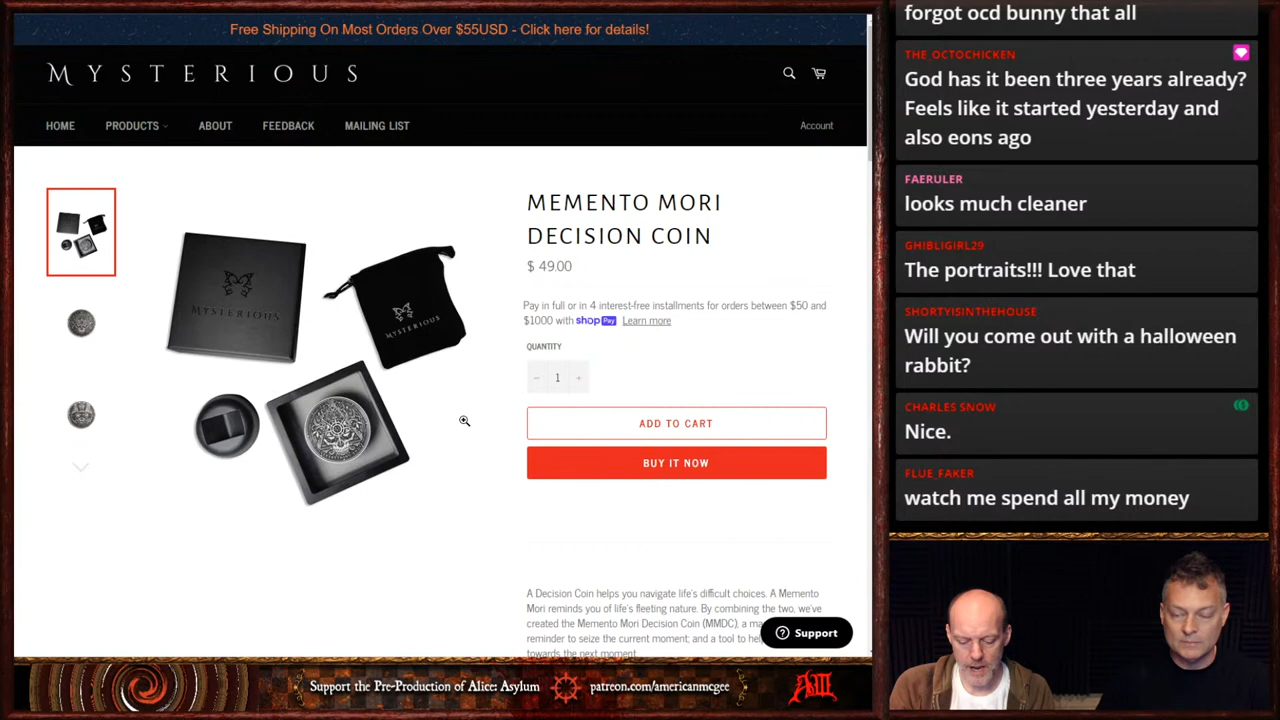 Free Shipping On Most Orders Over $55USD - Click here for details!
MYSTERIOUS
HOME
PRODUCTS
ABOUT
FEEDBACK
MAILING LIST
Account
MYSTERIOUS
MYSTERIOUS
MEMENTO MORI
DECISION COIN
$ 49.00
Pay in full or in 4 interest-free installments for orders between $50 and
$1000 with shop Pay Learn more
QUANTITY
− 1 +
ADD TO CART
BUY IT NOW
A Decision Coin helps you navigate life's difficult choices. A Memento
Mori reminds you of life's fleeting nature. By combining the two, we've
created the Memento Mori Decision Coin (MMDC), a
reminder to seize the current moment; and a tool to
towards the next moment.
Support
forgot ocd bunny that all
THE_OCTOCHICKEN
God has it been three years already?
Feels like it started yesterday and
also eons ago
FAERULER
looks much cleaner
GHIBLIGIRL29
The portraits!!! Love that
SHORTYISINTHEHOUSE
Will you come out with a halloween
rabbit?
CHARLES SNOW
Nice.
FLUE_FAKER
watch me spend all my money
Support the Pre-Production of Alice: Asylum
patreon.com/americanmcgee